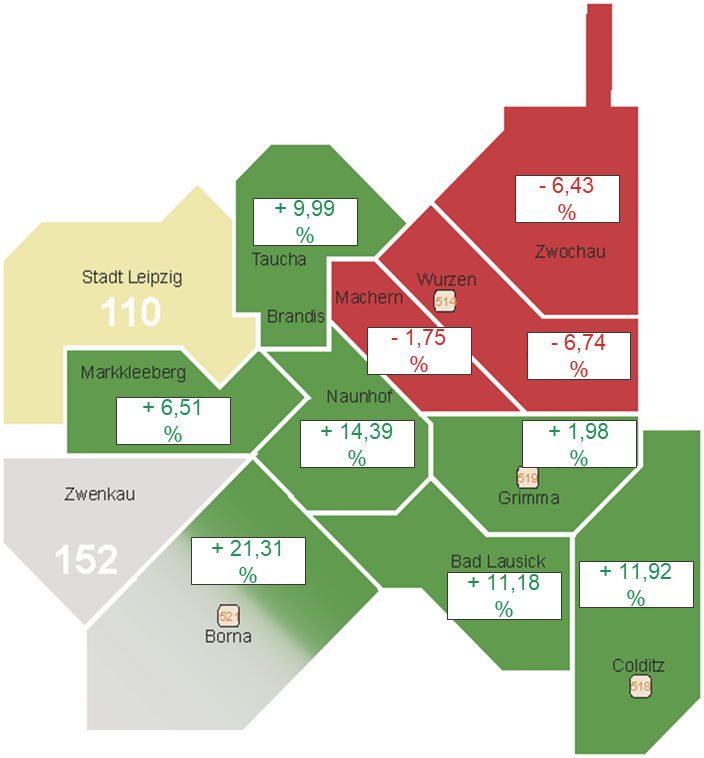 - 6,43
%
+ 9,99
%
Zwochau
Taucha
Stadt Leipzig
110
Wurzen
514
Machern
Brandis
- 1,75
%
- 6,74
%
Markkleeberg
Naunhof
+ 6,51
%
+ 14,39
%
+ 1,98
%
519
Grimma
Zwenkau
152
+ 21,31
%
Bad Lausick
+ 11,18
%
+ 11,92
%
521
Borna
Colditz
518